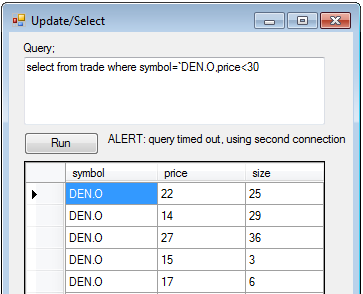 Update/Select
Query;
select from trade where symbol=`DEN.O,price<30
Run ALERT: query timed out, using second connection
symbol price size
DEN.O 22 25
DEN.O 14 29
DEN.O 27 36
DEN.O 15 3
DEN.O 17 6